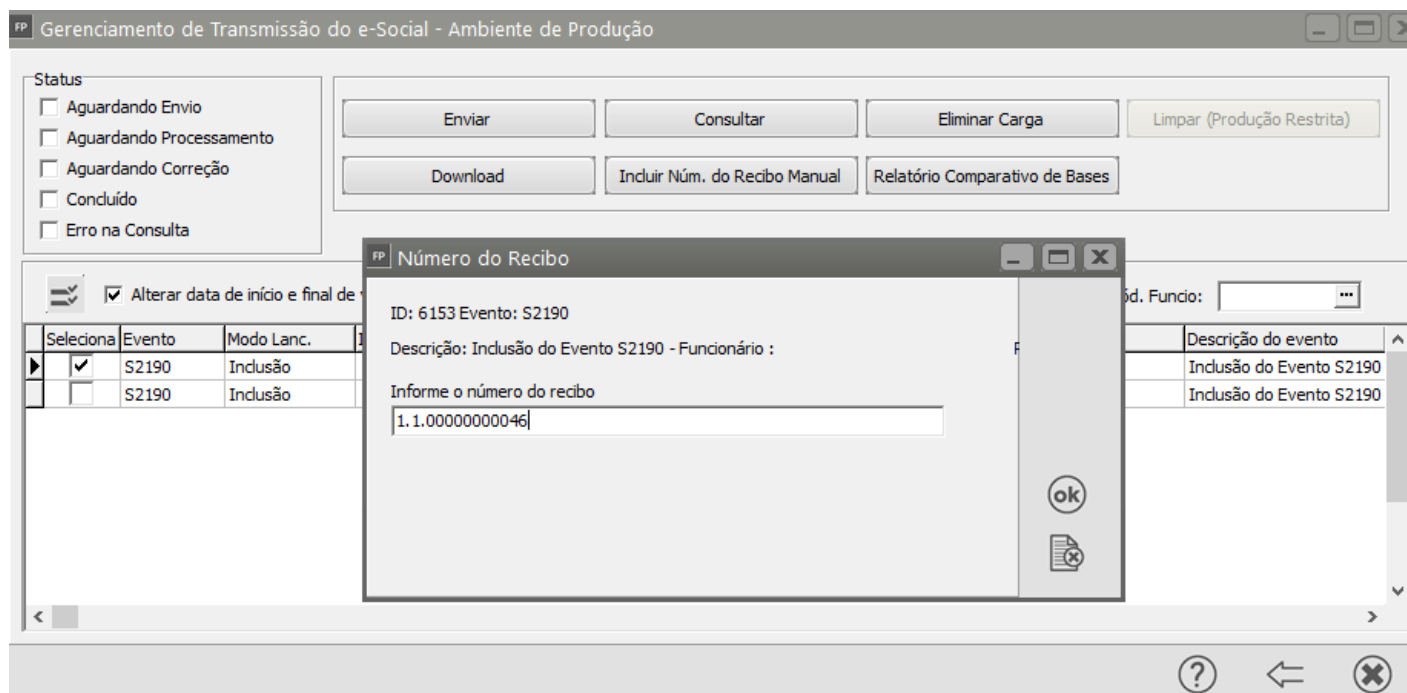 FP Gerenciamento de Transmissão do e-Social - Ambiente de Produção
Status
Aguardando Envio
Aguardando Processamento
Aguardando Correção
Concluído
Erro na Consulta
Enviar Consultar Eliminar Carga Limpar (Produção Restrita)
Download Incluir Núm. do Recibo Manual Relatório Comparativo de Bases
FP Número do Recibo
Alterar data de início e final de
ód. Funcio:
ID: 6153 Evento: S2190
Descrição: Inclusão do Evento S2190 - Funcionário :
Informe o número do recibo
1.1.00000000046
ok
Seleciona Evento Modo Lanc. Descrição do evento
S2190 Inclusão Inclusão do Evento S2190
S2190 Inclusão Inclusão do Evento S2190
?